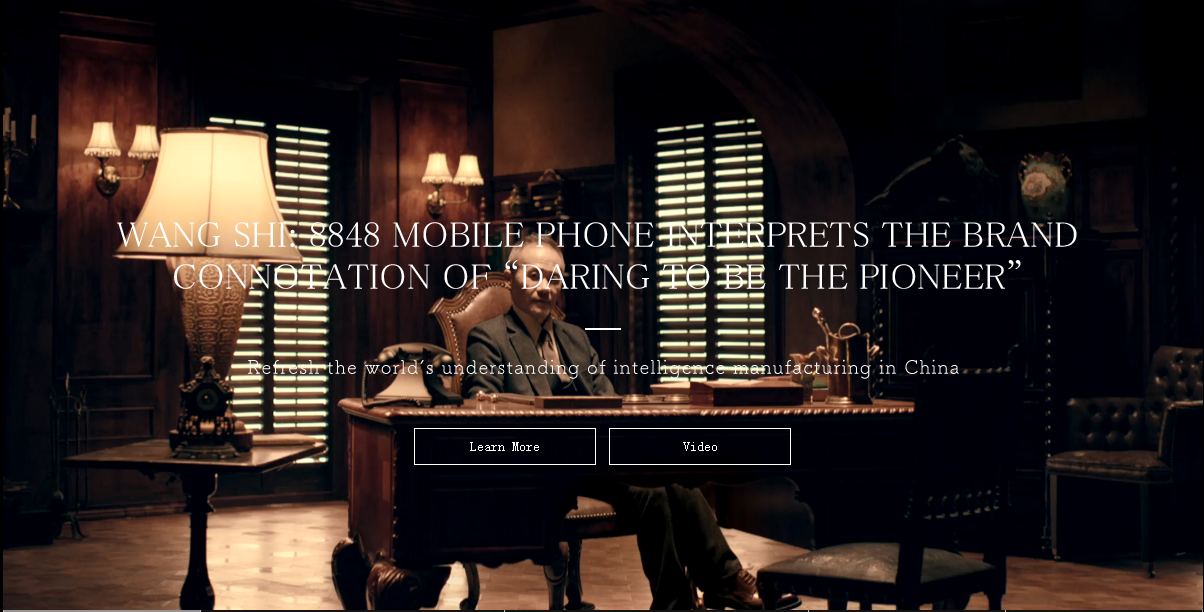 WANG SHI: 8848 MOBILE PHONE INTERPRETS THE BRAND
CONNOTATION OF “DARING TO BE THE PIONEER”
Refresh the world's understanding of intelligence manufacturing in China
Learn More
Video